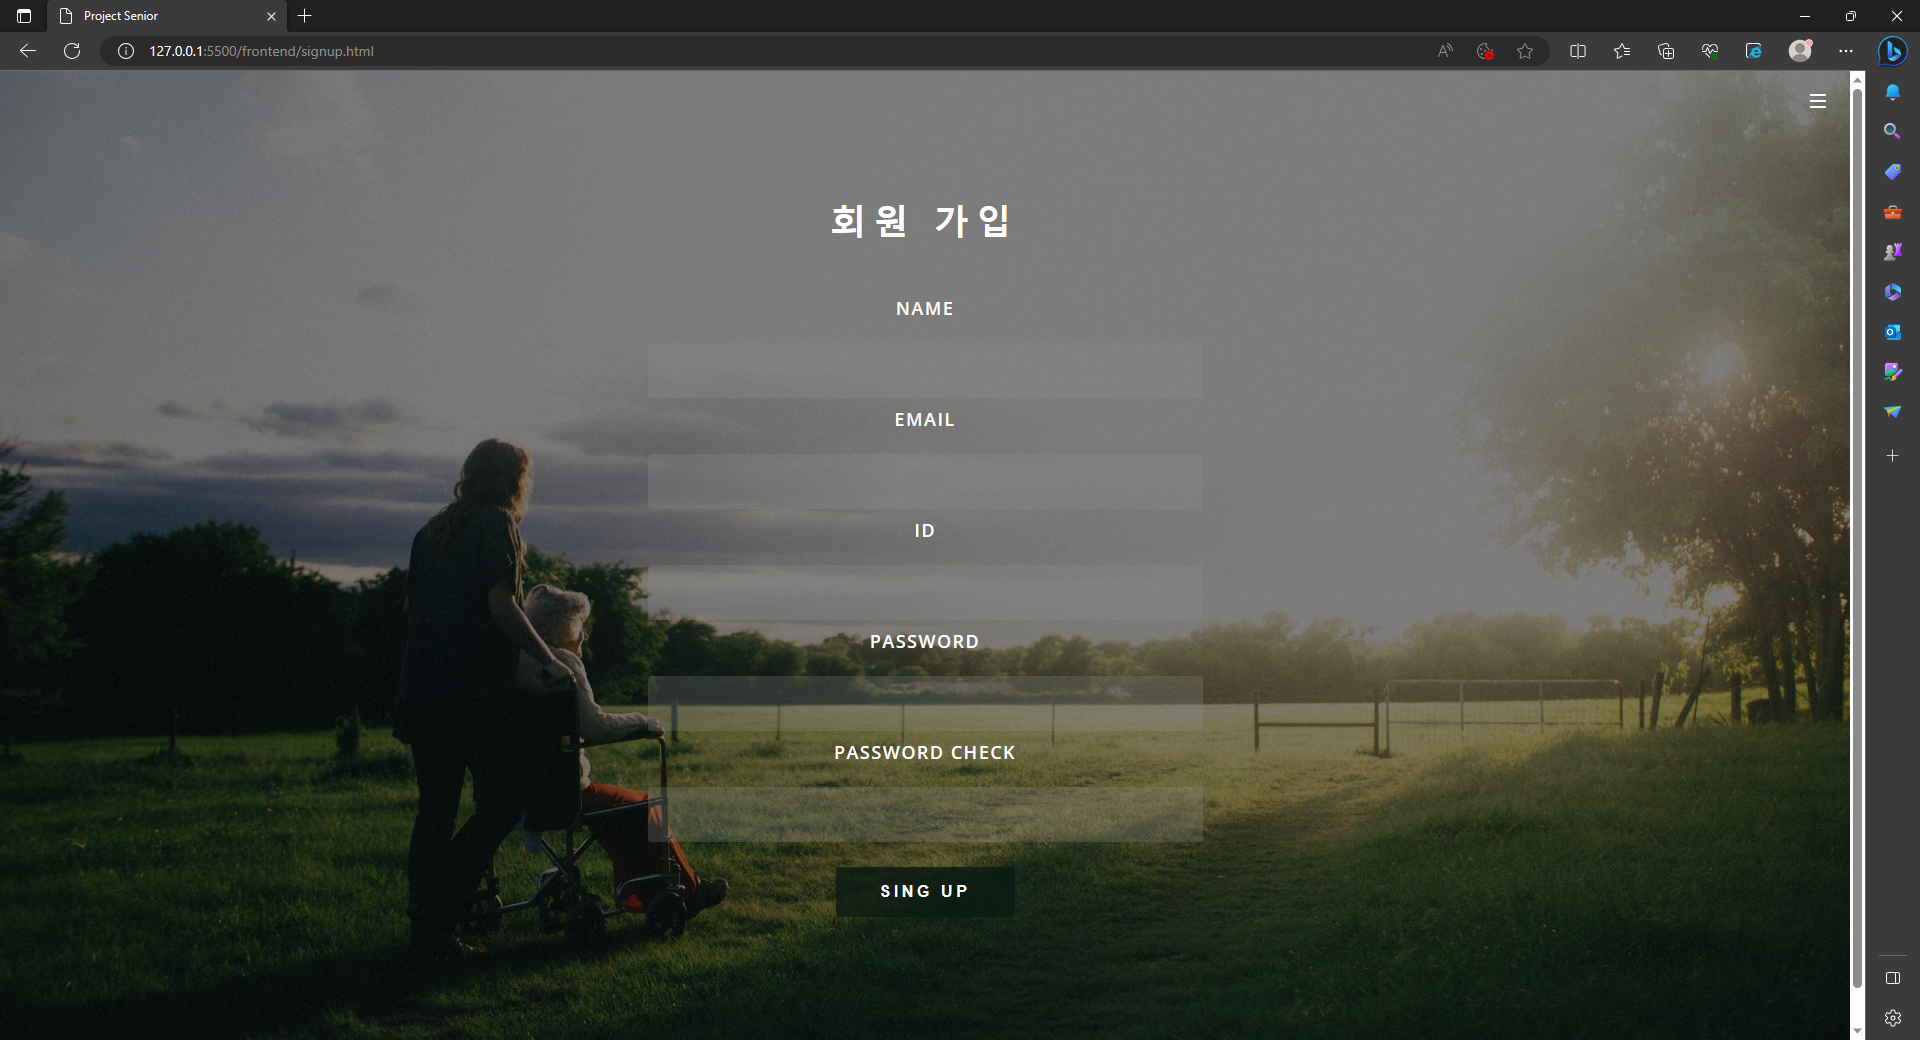 Project Senior
127.0.0.1:5500/frontend/signup.html
회원 가입
NAME
EMAIL
ID
PASSWORD
PASSWORD CHECK
SING UP